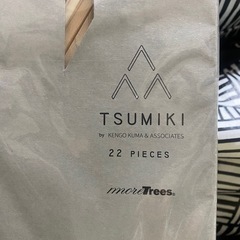 TSUMIKI
by KENGO KUMA & ASSOCIATES
22 PIECES
moreTrees®